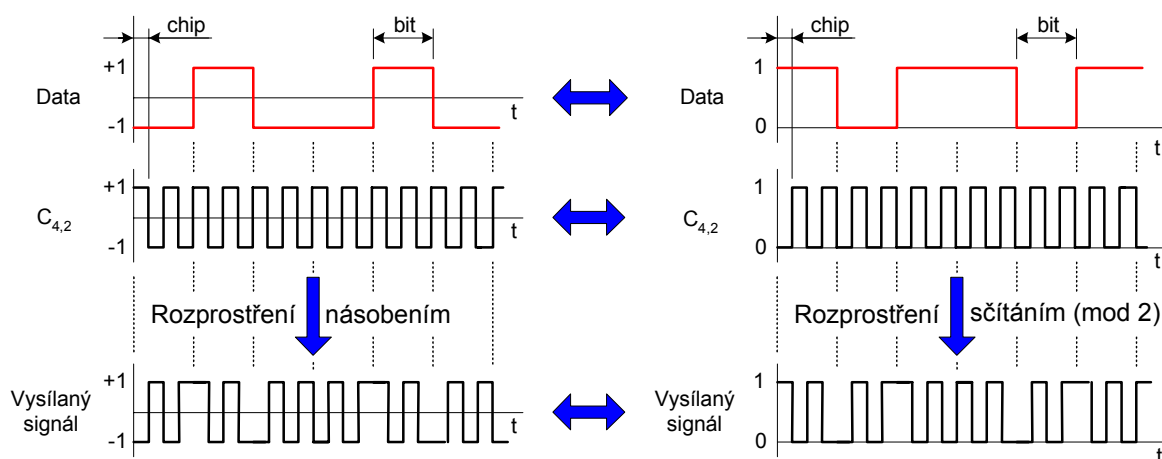 chip
bit
+1
Data
-1
t
+1
C4,2
-1
t
Rozprostření násobením
+1
Vysílaný
signál
-1
t
chip
bit
1
Data
0
t
1
C4,2
0
t
Rozprostření sčítáním (mod 2)
1
Vysílaný
signál
0
t